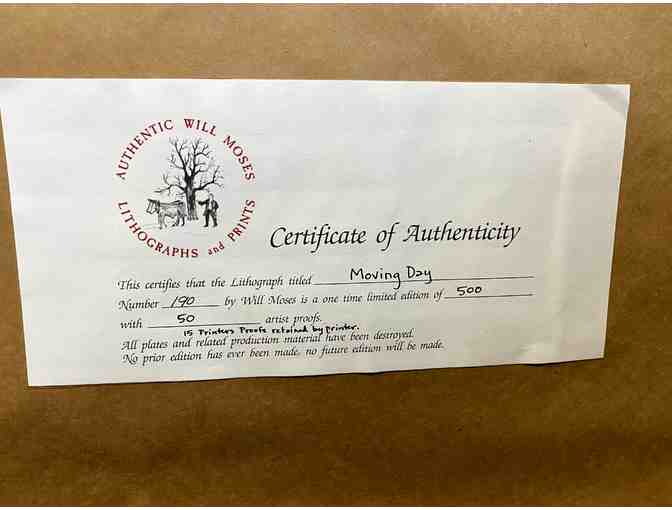 AUTHENTIC WILL MOSES
LITHOGRAPHS and PRINTS
Certificate of Authenticity
This certifies that the Lithograph titled Moving Day
Number 190 by Will Moses is a one time limited edition of 500
with 50 artist proofs.
15 Printers Proofs retained by printer.
All plates and related production material have been destroyed.
No prior edition has ever been made, no future edition will be made.